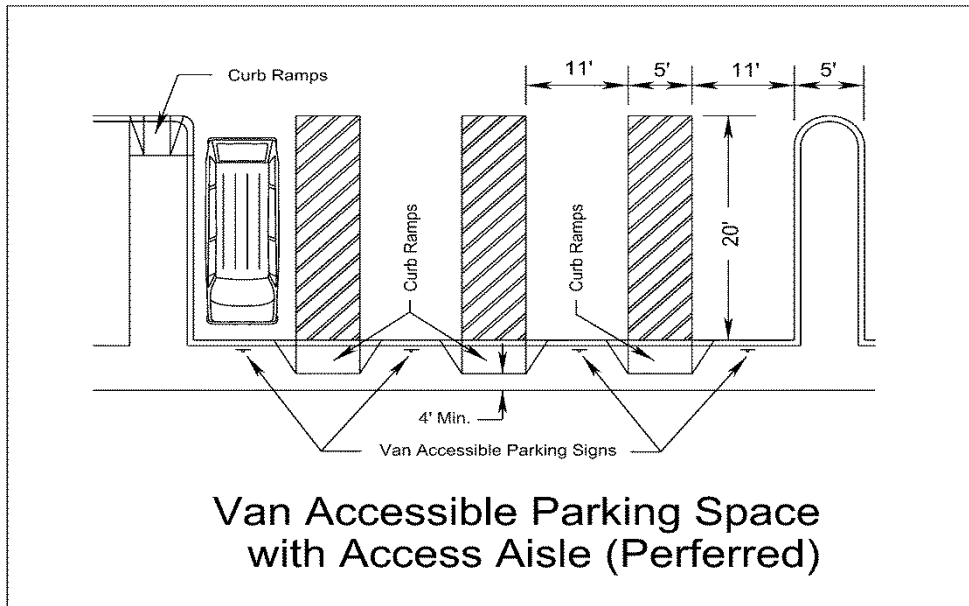 Curb Ramps
11'
5'
11'
5'
20'
Curb Ramps
Curb Ramps
4' Min.
Van Accessible Parking Signs
Van Accessible Parking Space
with Access Aisle (Perferred)